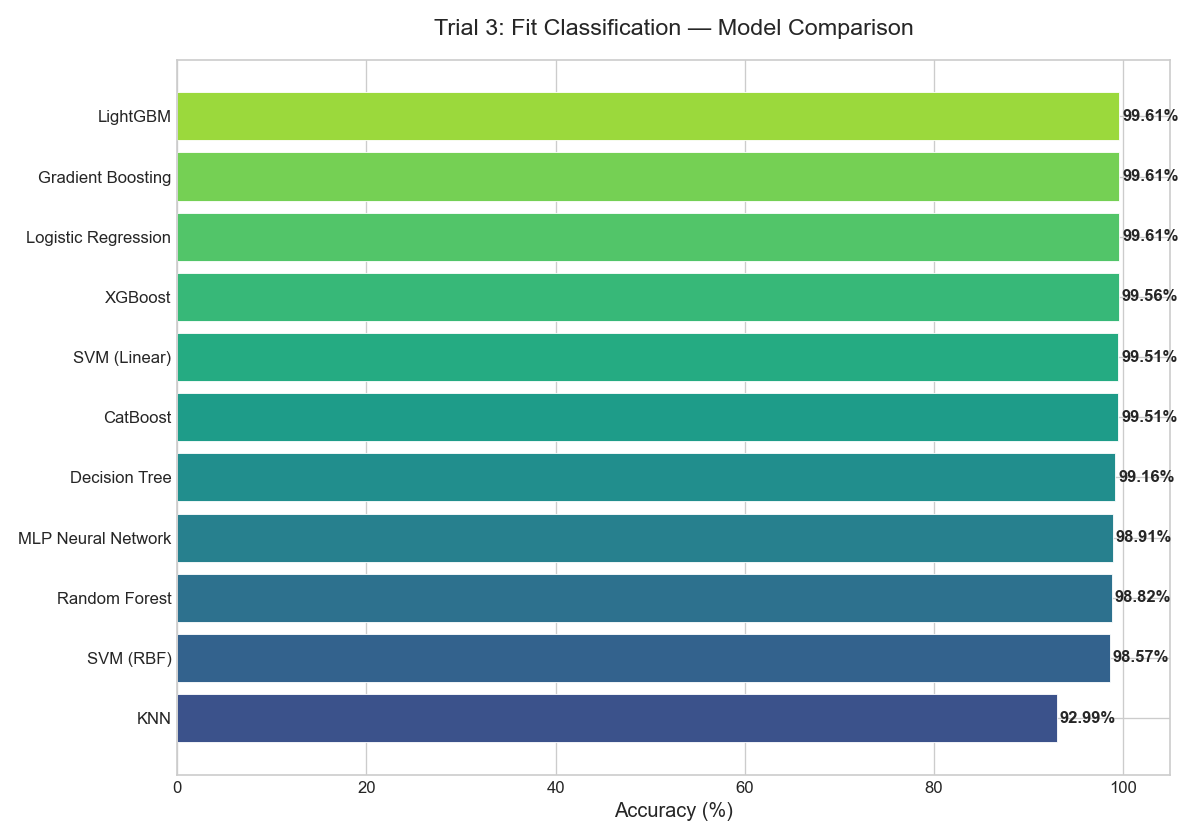 Trial 3: Fit Classification — Model Comparison
LightGBM 99.61%
Gradient Boosting 99.61%
Logistic Regression 99.61%
XGBoost 99.56%
SVM (Linear) 99.51%
CatBoost 99.51%
Decision Tree 99.16%
MLP Neural Network 98.91%
Random Forest 98.82%
SVM (RBF) 98.57%
KNN 92.99%
0 20 40 60 80 100
Accuracy (%)